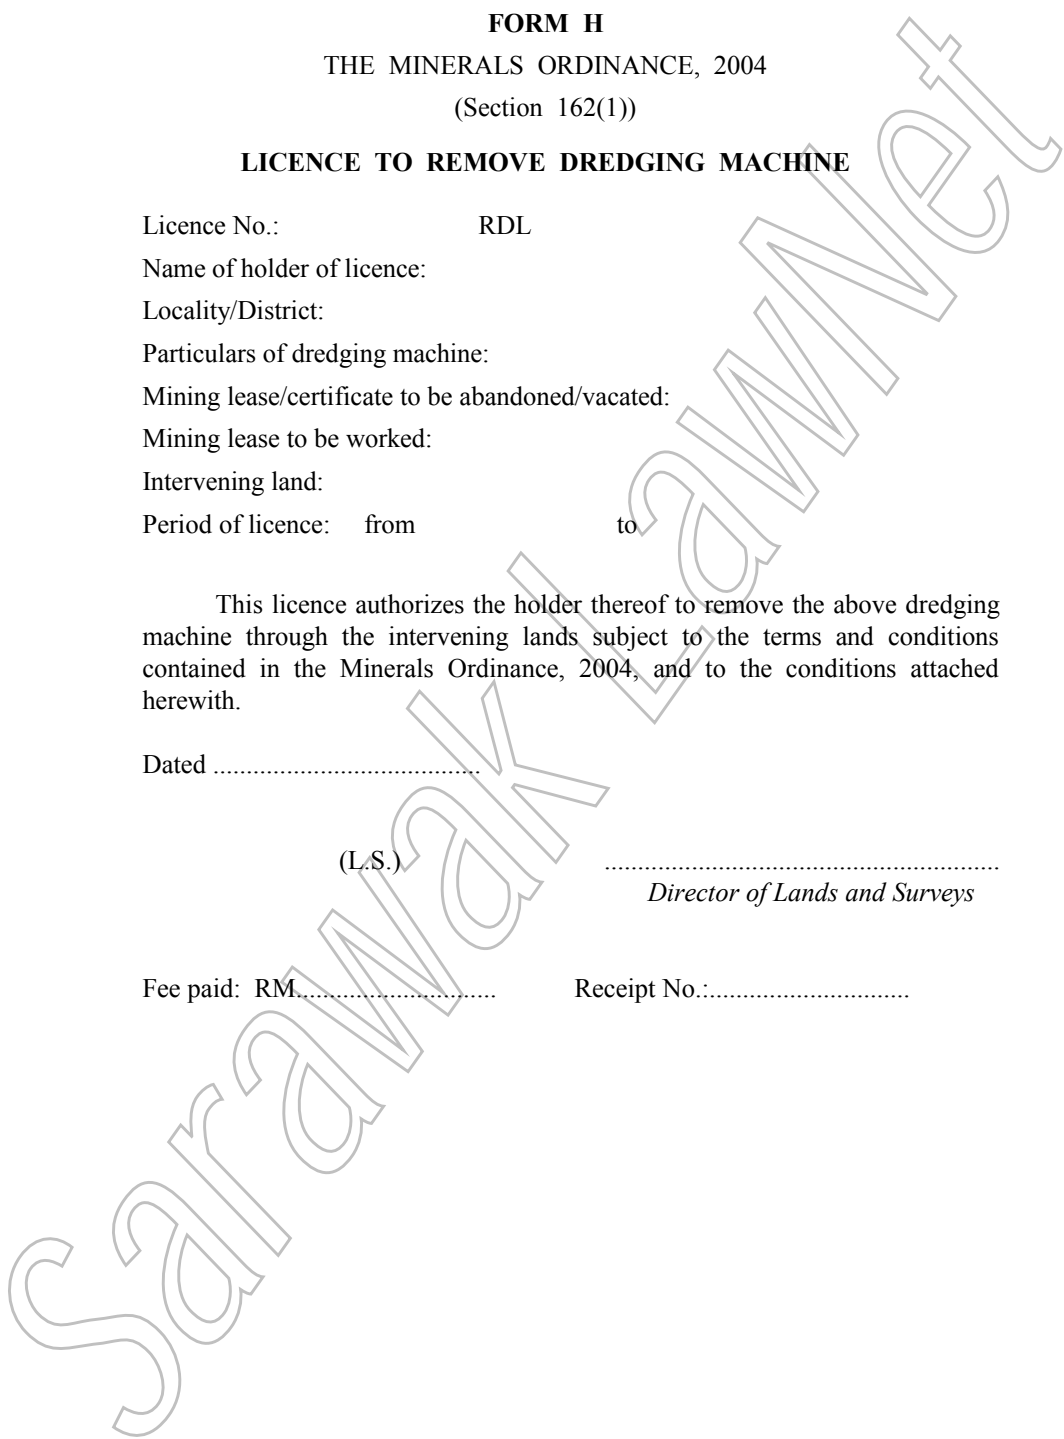 FORM H
THE MINERALS ORDINANCE, 2004
(Section 162(1))
LICENCE TO REMOVE DREDGING MACHINE
Licence No.: RDL
Name of holder of licence:
Locality/District:
Particulars of dredging machine:
Mining lease/certificate to be abandoned/vacated:
Mining lease to be worked:
Intervening land:
Period of licence: from to
This licence authorizes the holder thereof to remove the above dredging
machine through the intervening lands subject to the terms and conditions
contained in the Minerals Ordinance, 2004, and to the conditions attached
herewith.
Dated ........................................
(L.S.) ...........................................................
Director of Lands and Surveys
Fee paid: RM.............................. Receipt No.:..............................
Sarawak LawNet